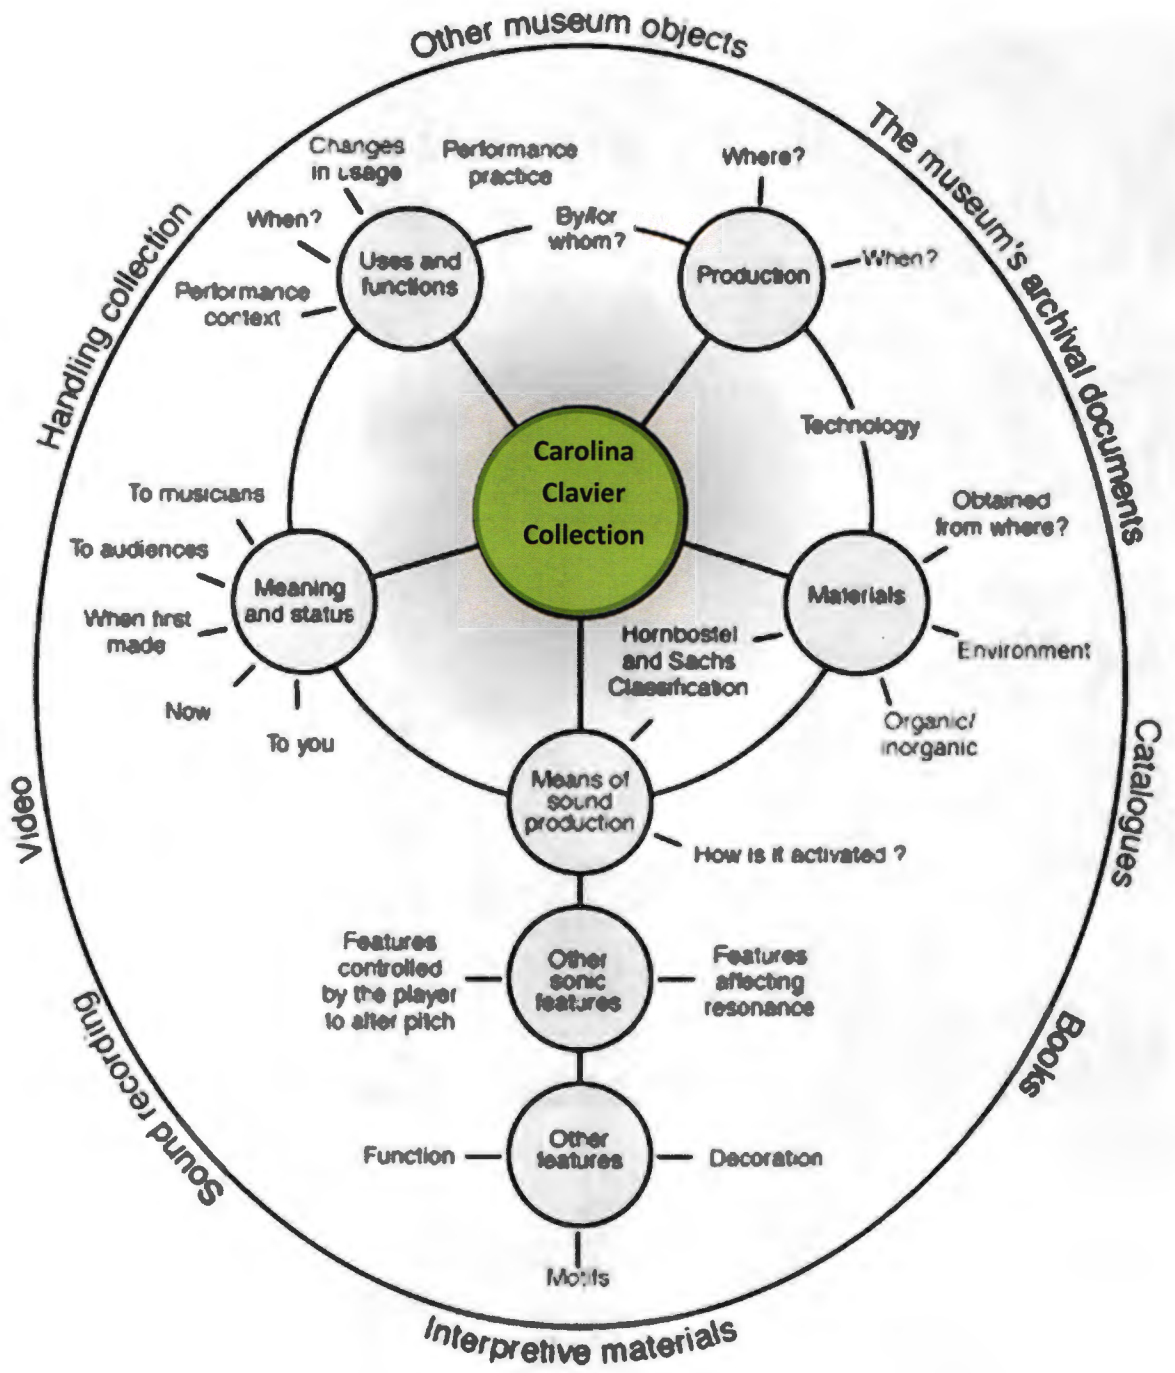 Other museum objects
The museum's archival documents
Handling collection
Changes
in usage
Performance
practice
Where?
When?
By/for
whom?
Uses and
functions
Production
When?
Performance
context
Technology
Carolina
Clavier
Collection
To musicians
Obtained
from where?
To audiences
Meaning
and status
Materials
When first
made
Hornbostel
and Sachs
Classification
Environment
Now
To you
Organic/
inorganic
Catalogues
Video
Means of
sound
production
How is it activated ?
Features
controlled
by the player
to alter pitch
Other
sonic
features
Features
affecting
resonance
Books
Sound recording
Function
Other
features
Decoration
Motifs
Interpretive materials